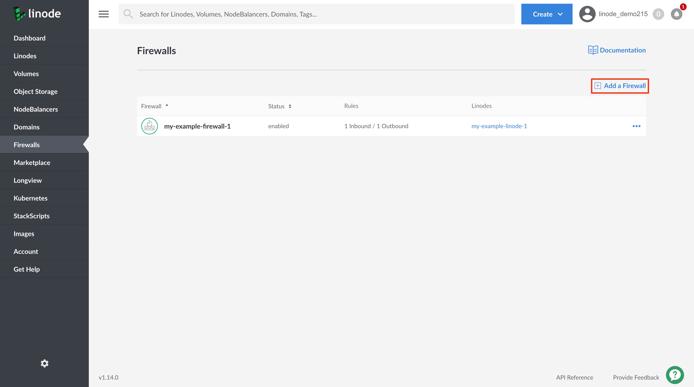 linode
Search for Linodes, Volumes, NodeBalancers, Domains, Tags...
Create
linode_demo215
0
1
Dashboard
Linodes
Volumes
Object Storage
NodeBalancers
Domains
Firewalls
Marketplace
Longview
Kubernetes
StackScripts
Images
Account
Get Help
Firewalls
Documentation
Add a Firewall
Firewall Status Rules Linodes
my-example-firewall-1 enabled 1 Inbound / 1 Outbound my-example-linode-1
v1.14.0
API Reference Provide Feedback
?